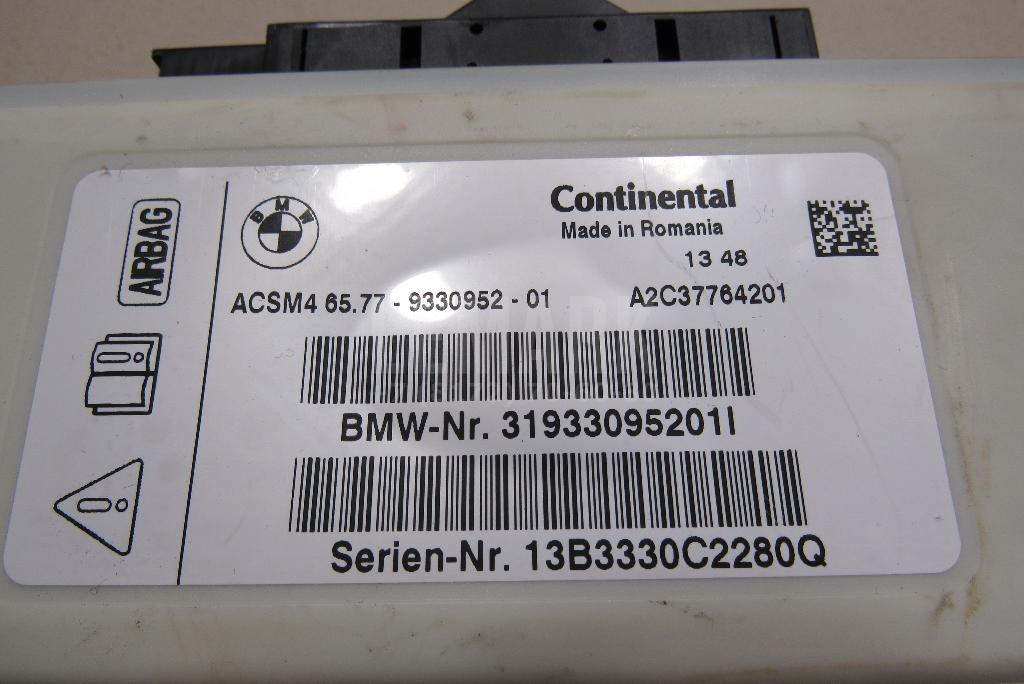 AIRBAG
BMW
Continental
Made in Romania
13 48
ACSM4 65.77 - 9330952 - 01
A2C37764201
BMW-Nr. 31933095201I
Serien-Nr. 13B3330C2280Q